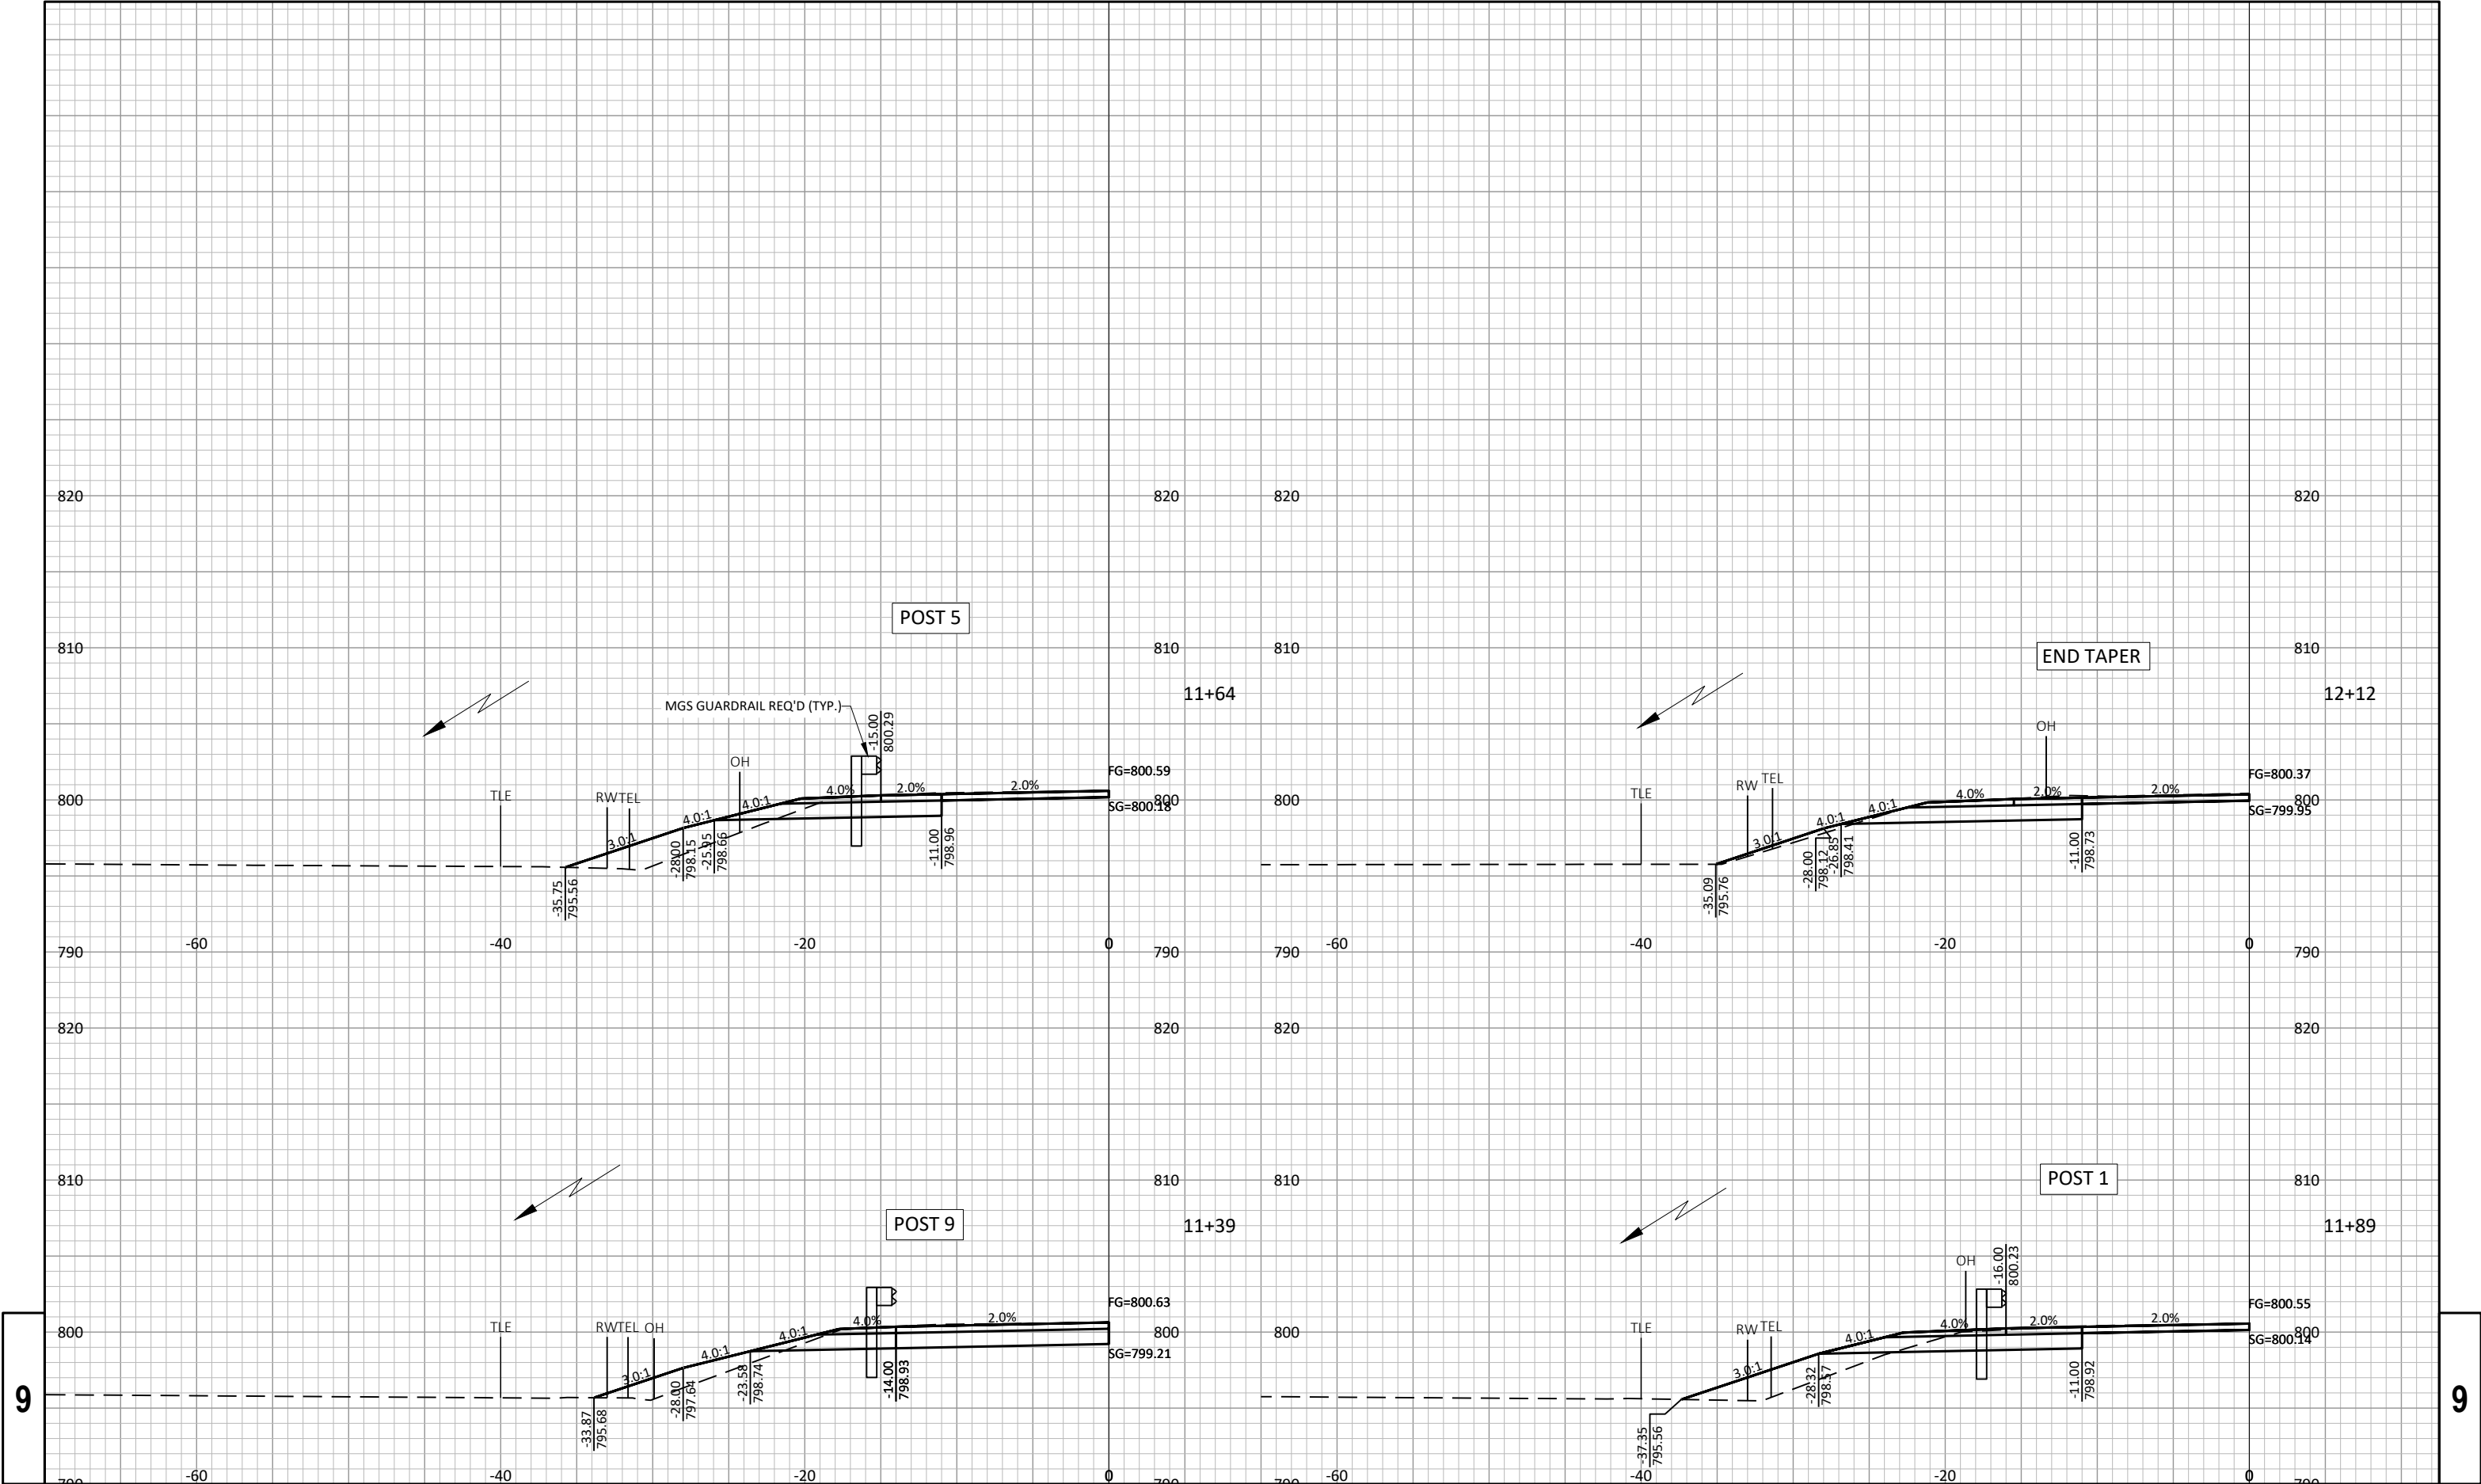 820 820 820 820
POST 5
810 810 810 810
END TAPER
11+64 12+12
MGS GUARDRAIL REQ'D (TYP.)
-15.00
800.29
OH OH
FG=800.59 FG=800.37
TLE RW TEL 4.0:1 4.0% 2.0% 2.0% TLE RW TEL 4.0:1 4.0% 2.0% 2.0%
800 800 800 800
SG=800.18 SG=799.95
3.0:1 4.0:1 3.0:1 4.0:1
-35.75
795.56
-28.00
798.15
-25.95
798.66
-11.00
798.96
-35.09
795.76
-28.00
798.12
-26.85
798.41
-11.00
798.73
-60 -40 -20 0 -60 -40 -20 0
790 790 790 790
820 820 820 820
810 810 810 810
POST 9 POST 1
11+39 11+89
-16.00
800.23
OH
FG=800.63 FG=800.55
TLE RW TEL OH 4.0:1 4.0% 2.0% TLE RW TEL 4.0:1 4.0% 2.0% 2.0%
800 800 800 800
SG=799.21 SG=800.14
3.0:1 4.0:1 3.0:1
-33.87
795.68
-28.00
797.64
-23.58
798.74
-14.00
798.93
-37.35
795.56
-28.32
798.57
-11.00
798.92
9 9
-60 -40 -20 0 -60 -40 -20 0
790 790 790 790